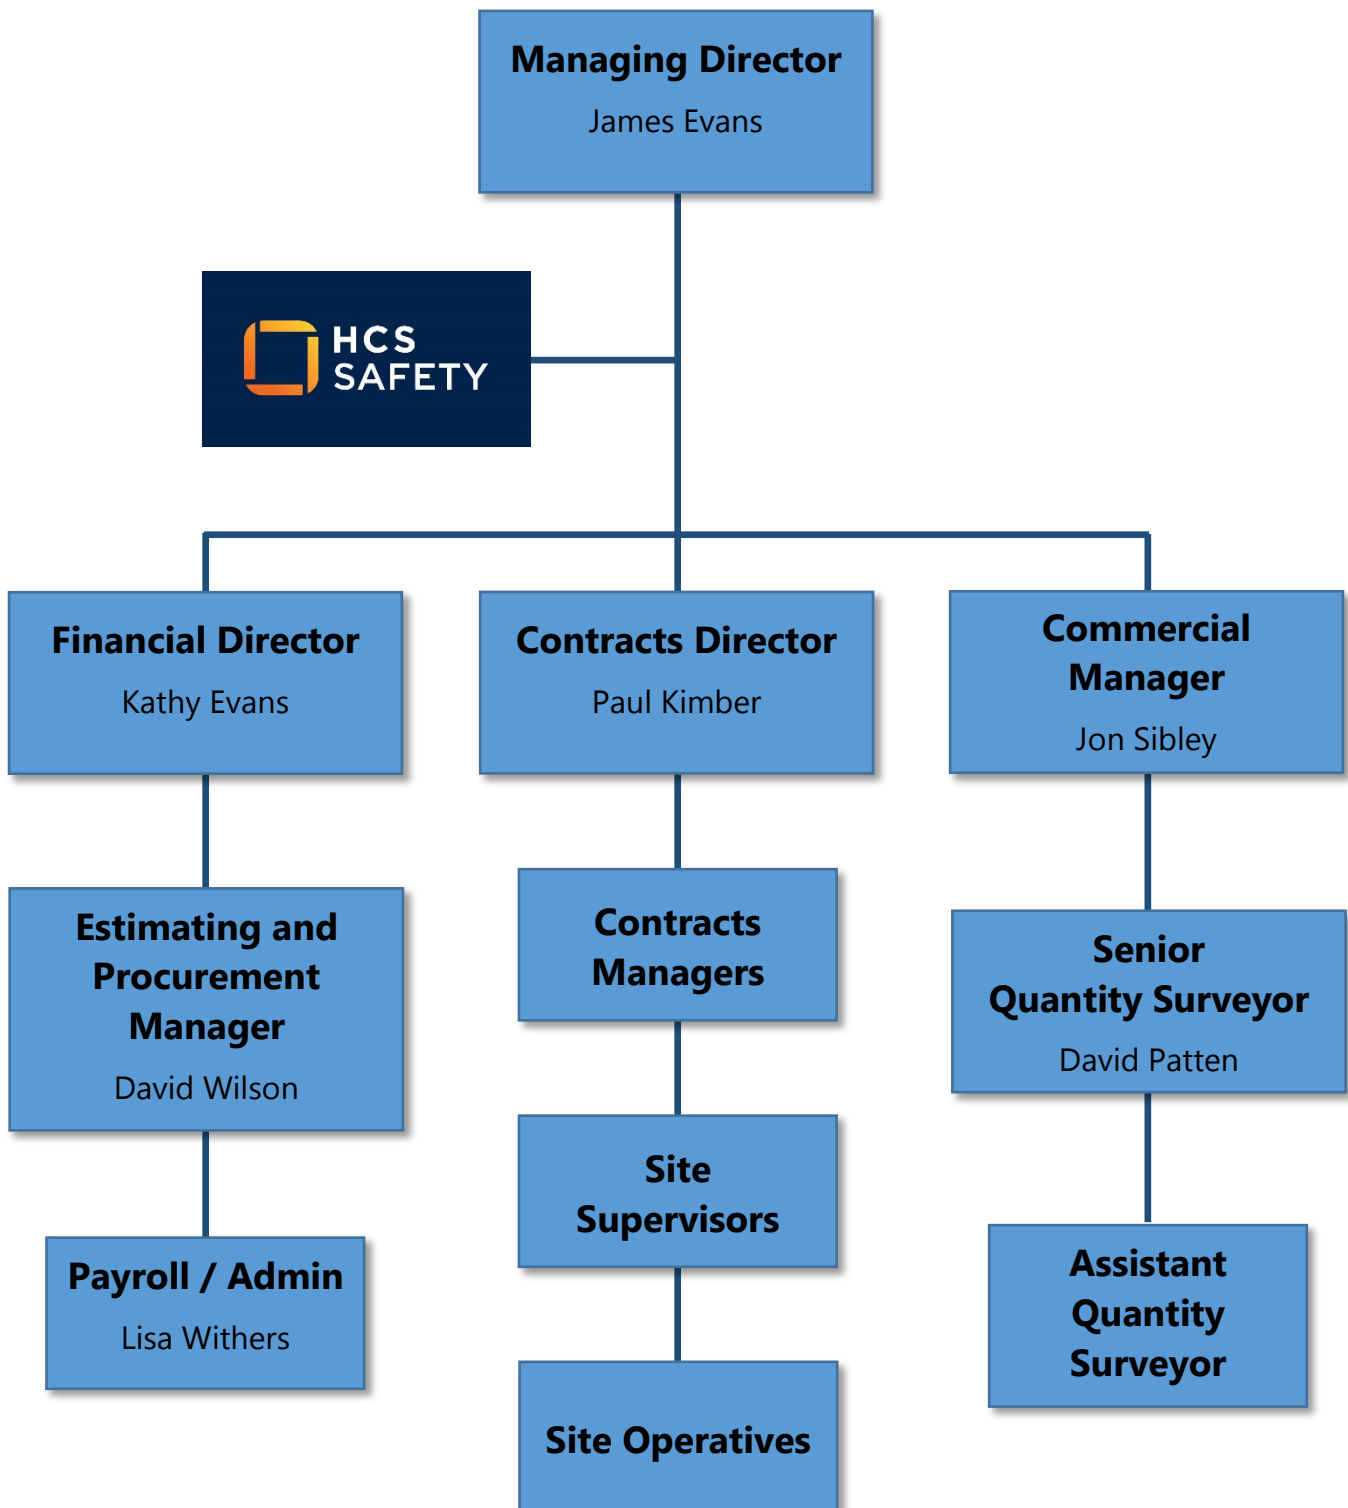 Managing Director
James Evans
HCS
SAFETY
Financial Director
Kathy Evans
Contracts Director
Paul Kimber
Commercial
Manager
Jon Sibley
Estimating and
Procurement
Manager
David Wilson
Contracts
Managers
Senior
Quantity Surveyor
David Patten
Site
Supervisors
Payroll / Admin
Lisa Withers
Assistant
Quantity
Surveyor
Site Operatives